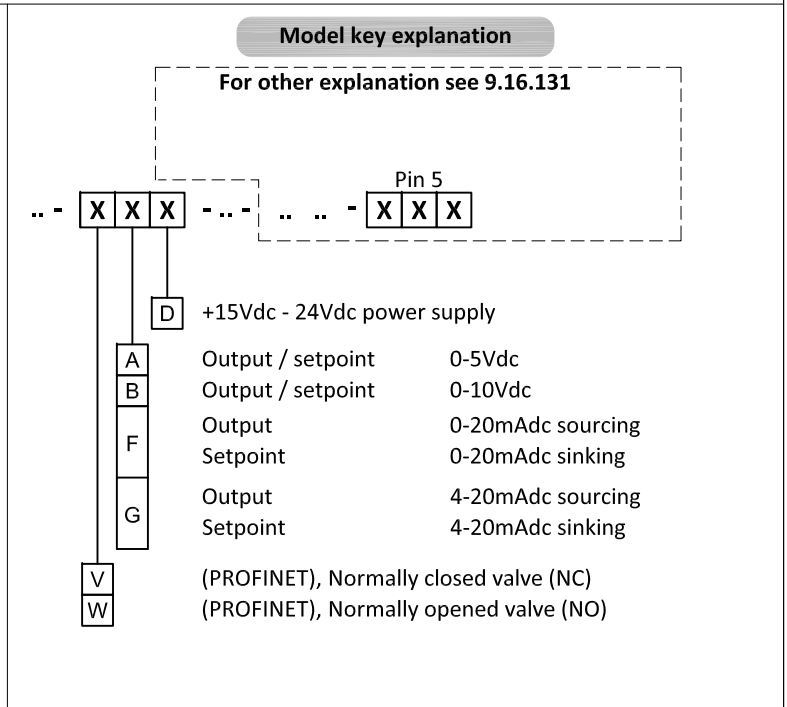 Model key explanation
For other explanation see 9.16.131
Pin 5
.. - X X X - .. - .. .. - X X X
D +15Vdc - 24Vdc power supply
A Output / setpoint 0-5Vdc
B Output / setpoint 0-10Vdc
F Output 0-20mAdc sourcing
Setpoint 0-20mAdc sinking
G Output 4-20mAdc sourcing
Setpoint 4-20mAdc sinking
V (PROFINET), Normally closed valve (NC)
W (PROFINET), Normally opened valve (NO)